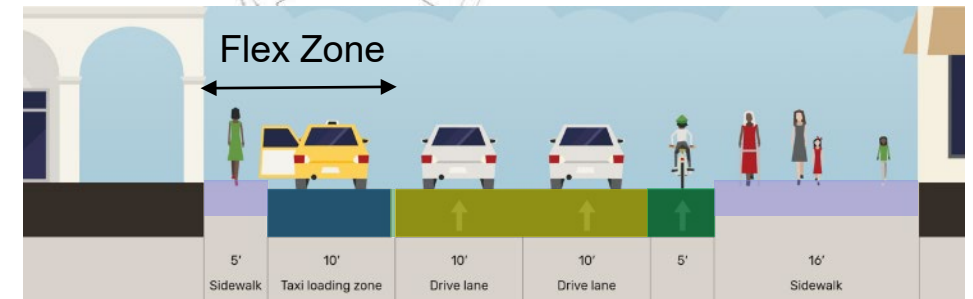 Flex Zone
5' 10' 10' 10' 5' 16'
Sidewalk Taxi loading zone Drive lane Drive lane Sidewalk